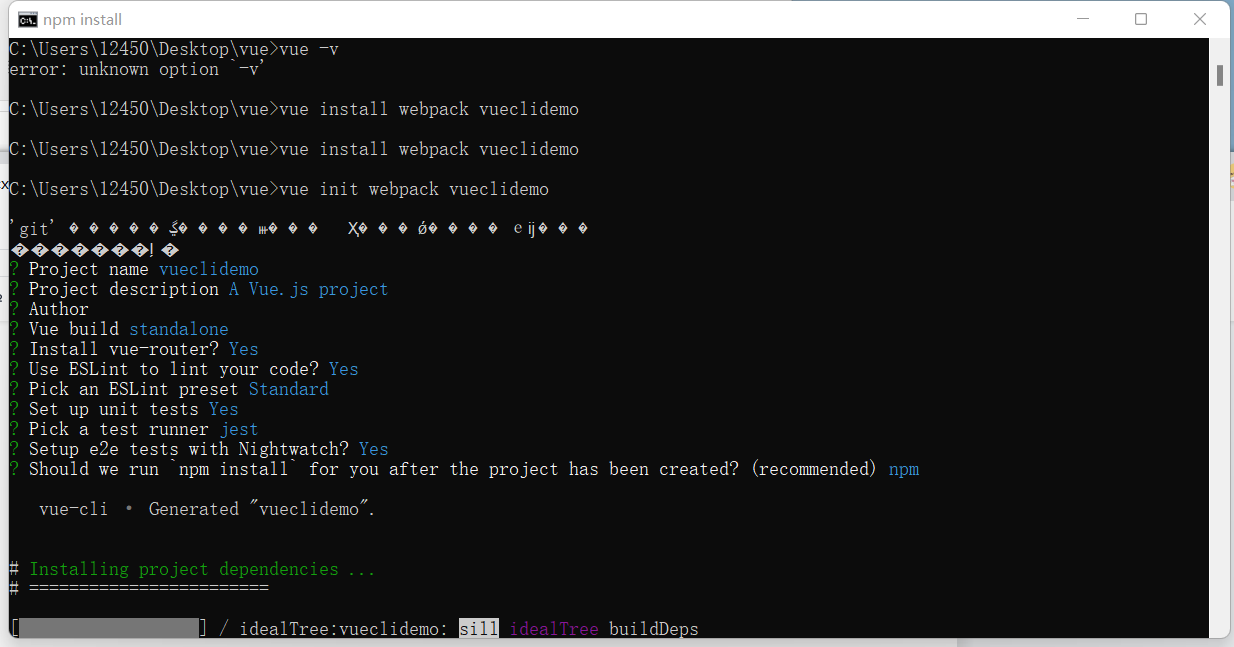 npm install
C:\Users\12450\Desktop\vue>vue -v
error: unknown option `-v'
C:\Users\12450\Desktop\vue>vue install webpack vueclidemo
C:\Users\12450\Desktop\vue>vue install webpack vueclidemo
C:\Users\12450\Desktop\vue>vue init webpack vueclidemo
'git'
? Project name vueclidemo
? Project description A Vue.js project
? Author
? Vue build standalone
? Install vue-router? Yes
? Use ESLint to lint your code? Yes
? Pick an ESLint preset Standard
? Set up unit tests Yes
? Pick a test runner jest
? Setup e2e tests with Nightwatch? Yes
? Should we run `npm install` for you after the project has been created? (recommended) npm
vue-cli · Generated "vueclidemo".
# Installing project dependencies ...
# ========================
[ ] / idealTree:vueclidemo: sill idealTree buildDeps